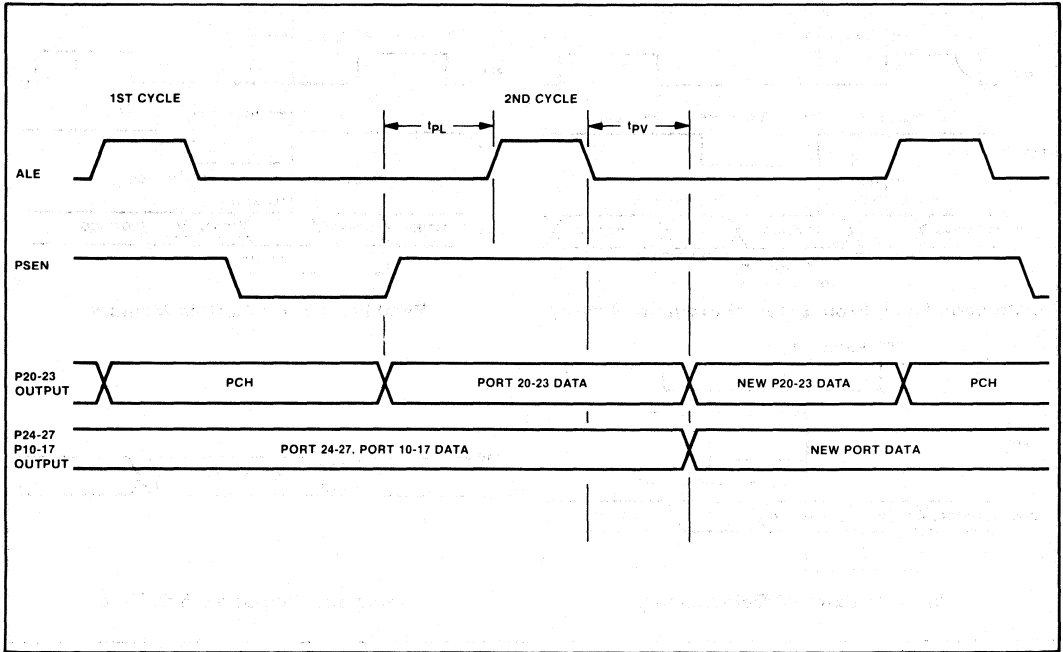 1ST CYCLE
2ND CYCLE
tPL
tPV
ALE
PSEN
P20-23
OUTPUT
PCH
PORT 20-23 DATA
NEW P20-23 DATA
PCH
P24-27
P10-17
OUTPUT
PORT 24-27, PORT 10-17 DATA
NEW PORT DATA